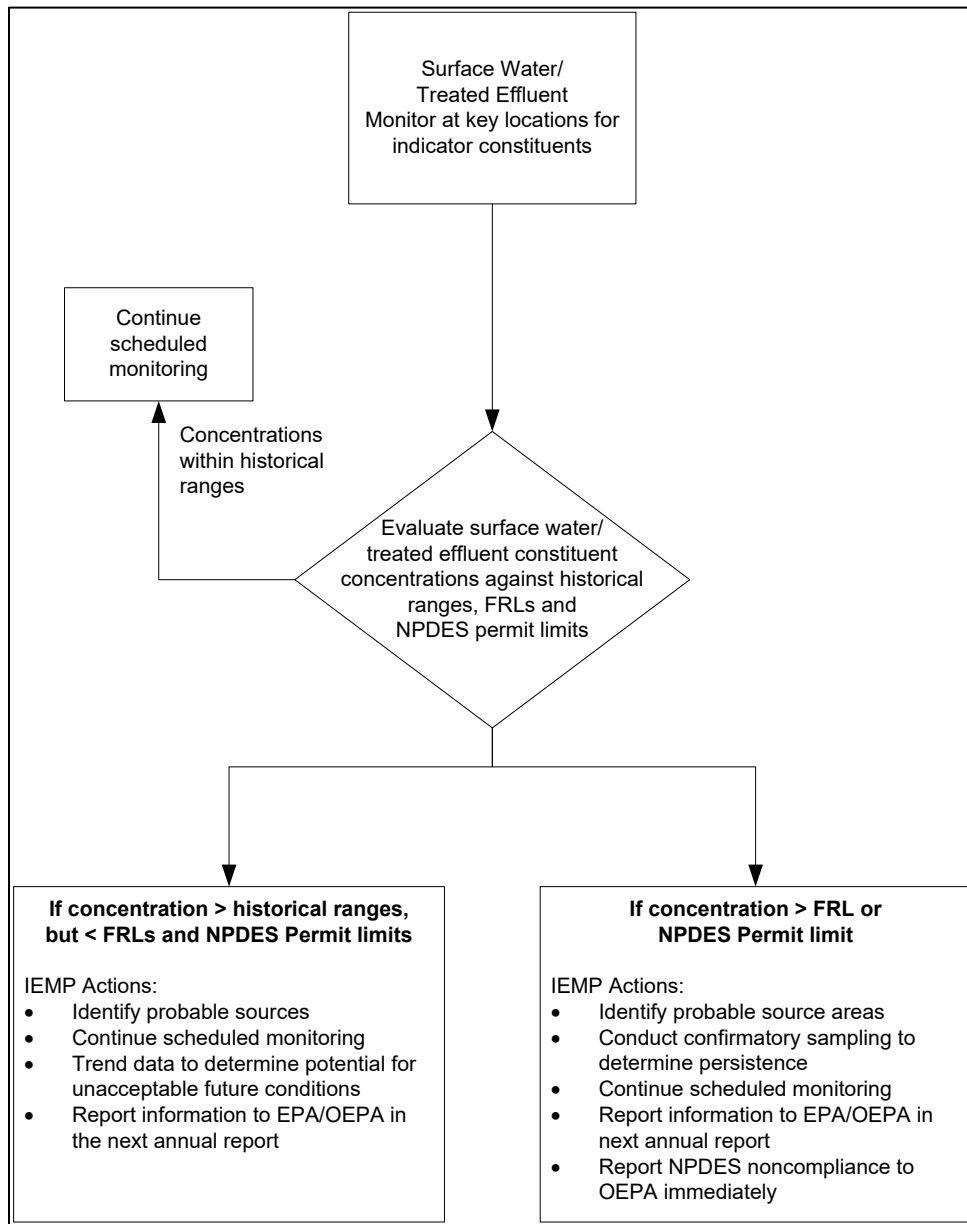 Surface Water/
Treated Effluent
Monitor at key locations for
indicator constituents
Continue
scheduled
monitoring
Concentrations
within historical
ranges
Evaluate surface water/
treated effluent constituent
concentrations against historical
ranges, FRLs and
NPDES permit limits
If concentration > historical ranges,
but < FRLs and NPDES Permit limits
IEMP Actions:
• Identify probable sources
• Continue scheduled monitoring
• Trend data to determine potential for
unacceptable future conditions
• Report information to EPA/OEPA in
the next annual report
If concentration > FRL or
NPDES Permit limit
IEMP Actions:
• Identify probable source areas
• Conduct confirmatory sampling to
determine persistence
• Continue scheduled monitoring
• Report information to EPA/OEPA in
next annual report
• Report NPDES noncompliance to
OEPA immediately